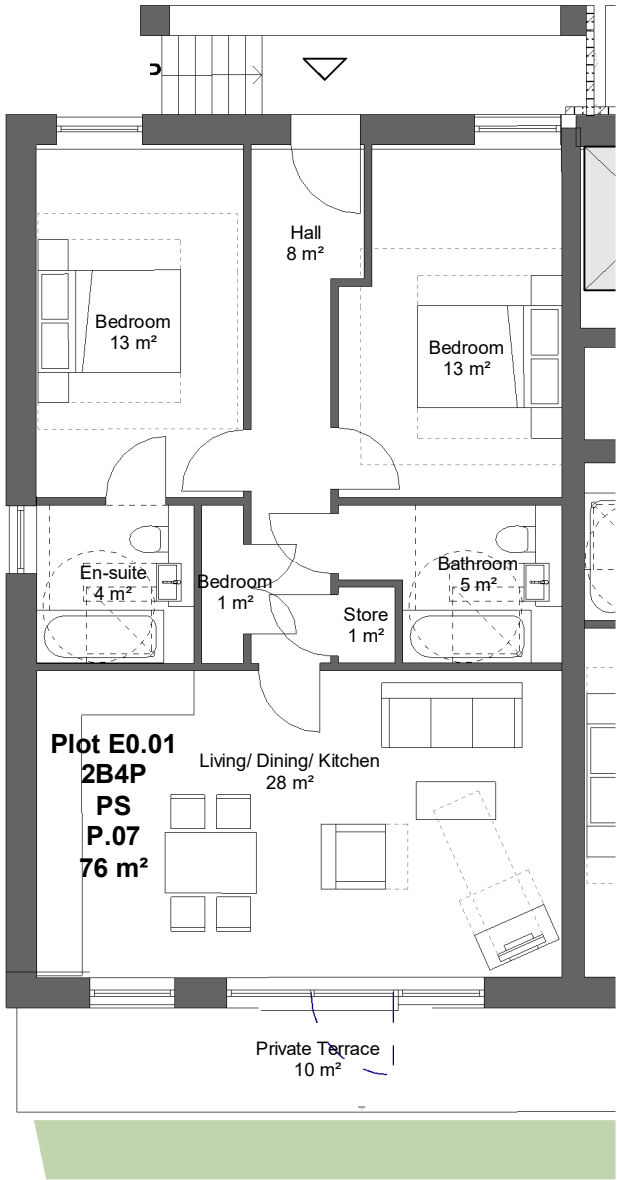 Hall
8 m²
Bedroom
13 m²
Bedroom
13 m²
En-suite
4 m²
Bedroom
1 m²
Bathroom
5 m²
Store
1 m²
Plot E0.01
2B4P
PS
P.07
76 m²
Living/ Dining/ Kitchen
28 m²
Private Terrace
10 m²